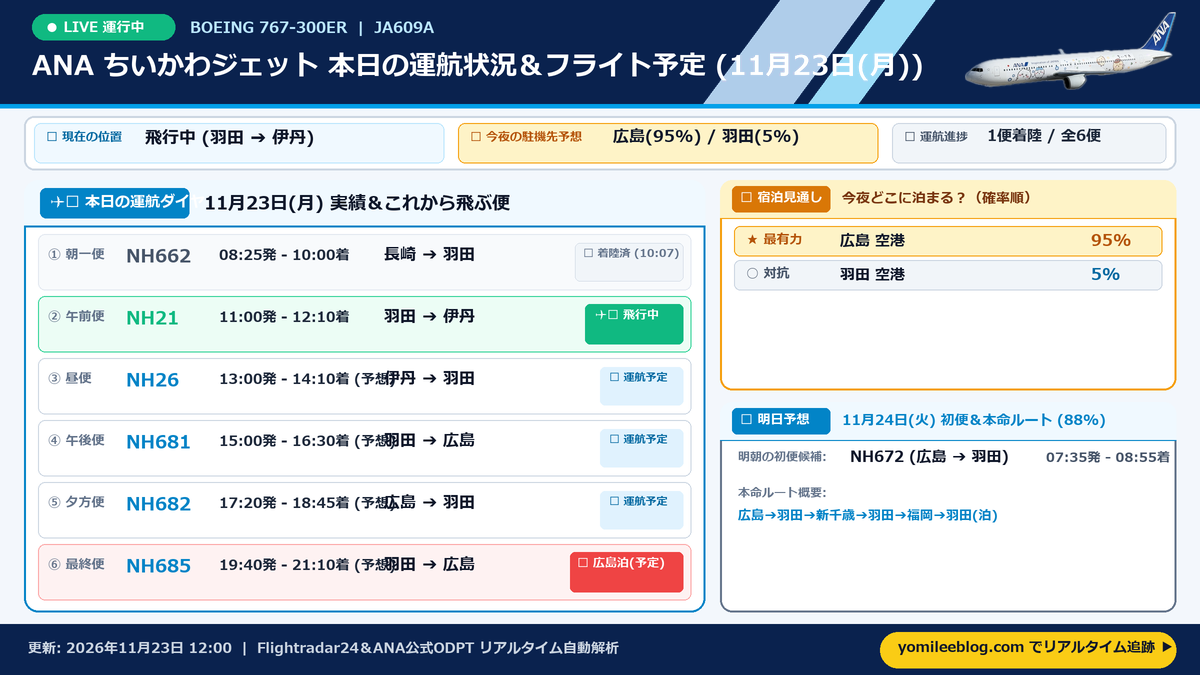 ● LIVE 運行中 BOEING 767-300ER | JA609A
ANA ちいかわジェット 本日の運航状況＆フライト予定 (11月23日(月))
ANA
ANA
□ 現在の位置 飛行中 (羽田 → 伊丹)
□ 今夜の駐機先予想 広島(95%) / 羽田(5%)
□ 運航進捗 1便着陸 / 全6便
✈□ 本日の運航ダイ 11月23日(月) 実績＆これから飛ぶ便
① 朝一便 NH662 08:25発 - 10:00着 長崎 → 羽田 □ 着陸済 (10:07)
② 午前便 NH21 11:00発 - 12:10着 羽田 → 伊丹 ✈□ 飛行中
③ 昼便 NH26 13:00発 - 14:10着 (予想) 伊丹 → 羽田 □ 運航予定
④ 午後便 NH681 15:00発 - 16:30着 (予想) 羽田 → 広島 □ 運航予定
⑤ 夕方便 NH682 17:20発 - 18:45着 (予想) 広島 → 羽田 □ 運航予定
⑥ 最終便 NH685 19:40発 - 21:10着 (予想) 羽田 → 広島 □ 広島泊(予定)
□ 宿泊見通し 今夜どこに泊まる？ (確率順)
★ 最有力 広島 空港 95%
○ 対抗 羽田 空港 5%
□ 明日予想 11月24日(火) 初便＆本命ルート (88%)
明朝の初便候補: NH672 (広島 → 羽田) 07:35発 - 08:55着
本命ルート概要:
広島→羽田→新千歳→羽田→福岡→羽田(泊)
更新: 2026年11月23日 12:00 | Flightradar24＆ANA公式ODPT リアルタイム自動解析
yomileeblog.com でリアルタイム追跡 ▶